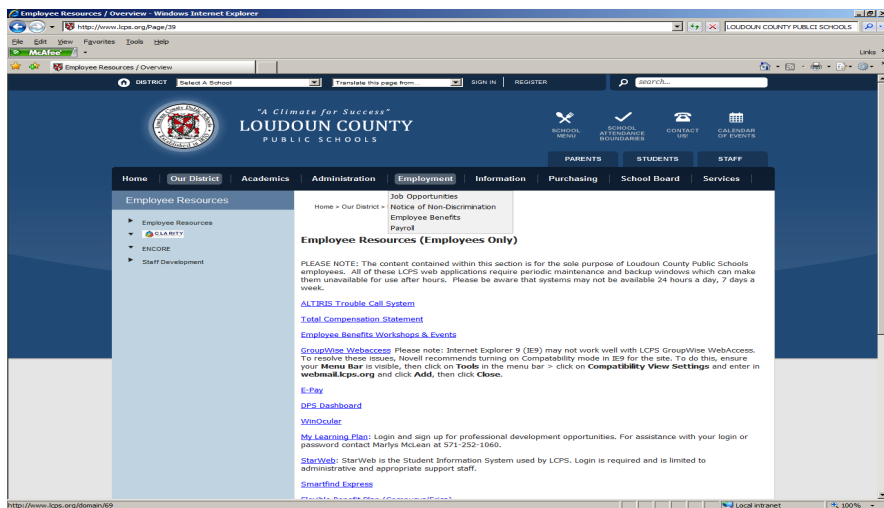 Employee Resources / Overview - Windows Internet Explorer
http://www.lcps.org/Page/39
LOUDOUN COUNTY PUBLCI SCHOOLS
File Edit View Favorites Tools Help
McAfee
Links
Employee Resources / Overview
DISTRICT Select A School Translate this page from... SIGN IN REGISTER search...
"A Climate for Success"
LOUDOUN COUNTY
PUBLIC SCHOOLS
SCHOOL MENU
SCHOOL ATTENDANCE BOUNDARIES
CONTACT US!
CALENDAR OF EVENTS
PARENTS STUDENTS STAFF
Home Our District Academics Administration Employment Information Purchasing School Board Services
Job Opportunities
Notice of Non-Discrimination
Employee Benefits
Payroll
Employee Resources
Employee Resources
CLARITY
ENCORE
Staff Development
Home > Our District >
Employee Resources (Employees Only)
PLEASE NOTE: The content contained within this section is for the sole purpose of Loudoun County Public Schools
employees. All of these LCPS web applications require periodic maintenance and backup windows which can make
them unavailable for use after hours. Please be aware that systems may not be available 24 hours a day, 7 days a
week.
ALTIRIS Trouble Call System
Total Compensation Statement
Employee Benefits Workshops & Events
GroupWise Webaccess Please note: Internet Explorer 9 (IE9) may not work well with LCPS GroupWise WebAccess.
To resolve these issues, Novell recommends turning on Compatability mode in IE9 for the site. To do this, ensure
your Menu Bar is visible, then click on Tools in the menu bar > click on Compatibility View Settings and enter in
webmail.lcps.org and click Add, then click Close.
E-Pay
DPS Dashboard
WinOcular
My Learning Plan: Login and sign up for professional development opportunities. For assistance with your login or
password contact Marlys McLean at 571-252-1060.
StarWeb: StarWeb is the Student Information System used by LCPS. Login is required and is limited to
administrative and appropriate support staff.
Smartfind Express
http://www.lcps.org/domain/69
Local intranet
100%